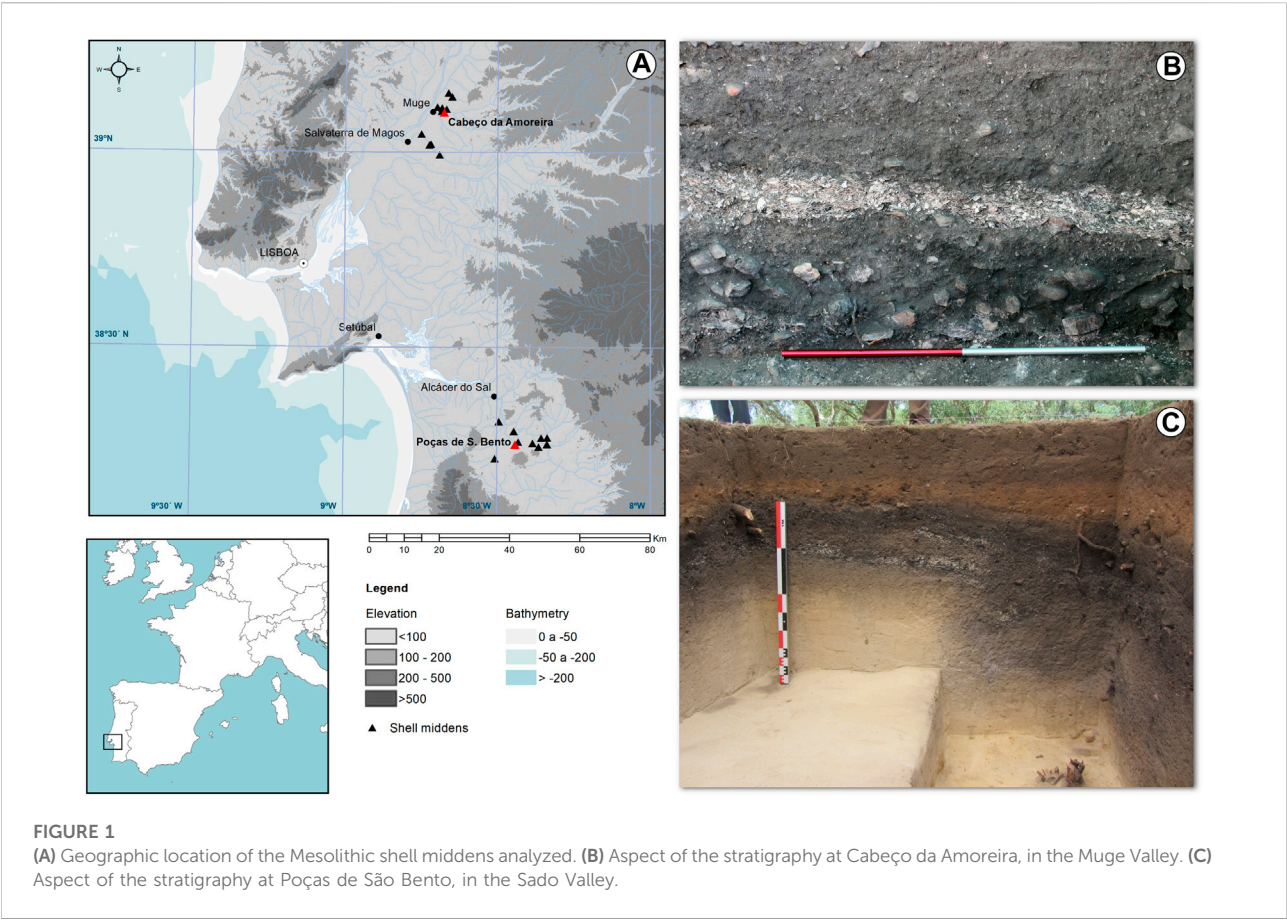 A
N
W E
S
Muge
Cabeço da Amoreira
Salvaterra de Magos
39°N
LISBOA
38°30´ N
Setúbal
Alcácer do Sal
Poças de S. Bento
9°30´ W
9°W
8°30´ W
8°W
0 10 20 40 60 80 Km
Legend
Elevation
<100
100 - 200
200 - 500
>500
Bathymetry
0 a -50
-50 a -200
> -200
Shell middens
B
C
FIGURE 1
(A) Geographic location of the Mesolithic shell middens analyzed. (B) Aspect of the stratigraphy at Cabeço da Amoreira, in the Muge Valley. (C)
Aspect of the stratigraphy at Poças de São Bento, in the Sado Valley.